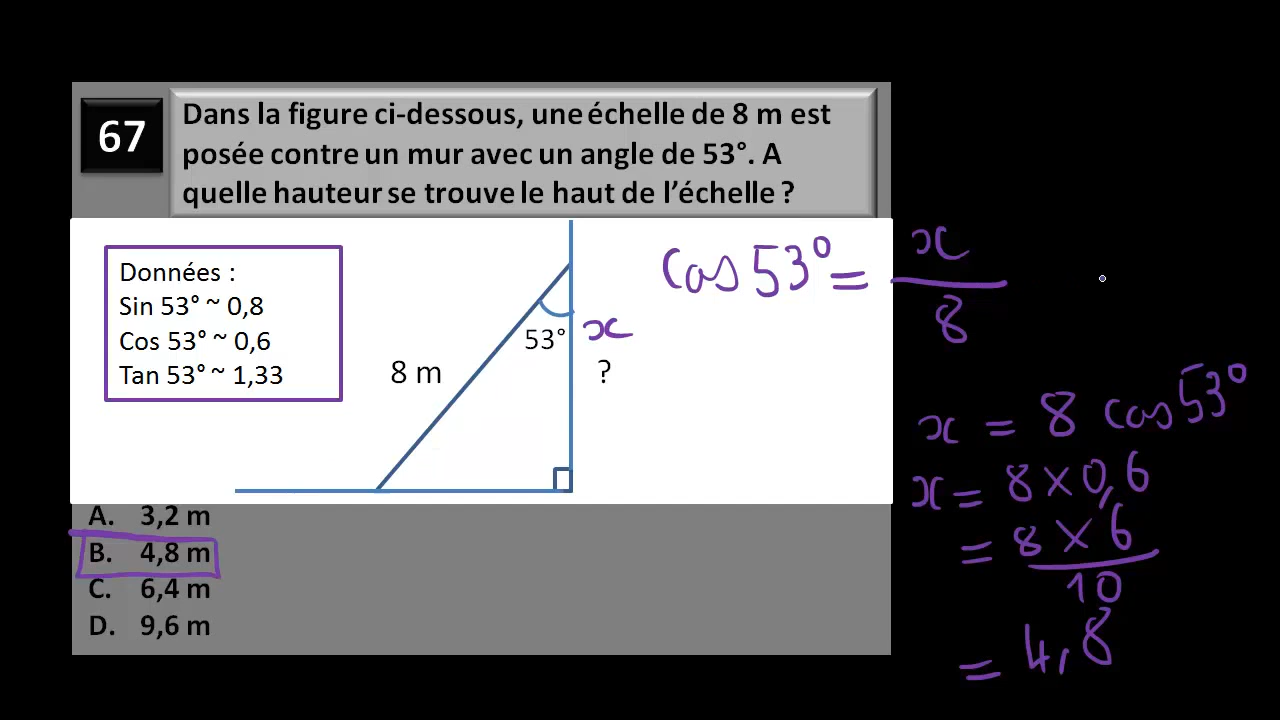 67
Dans la figure ci-dessous, une échelle de 8 m est
posée contre un mur avec un angle de 53°. A
quelle hauteur se trouve le haut de l'échelle ?
Données :
Sin 53° ~ 0,8
Cos 53° ~ 0,6
Tan 53° ~ 1,33
8 m
53°
x
?
cos 53° = x
8
x = 8 cos 53°
x = 8 × 0,6
= 8 × 6
10
= 4,8
A. 3,2 m
B. 4,8 m
C. 6,4 m
D. 9,6 m